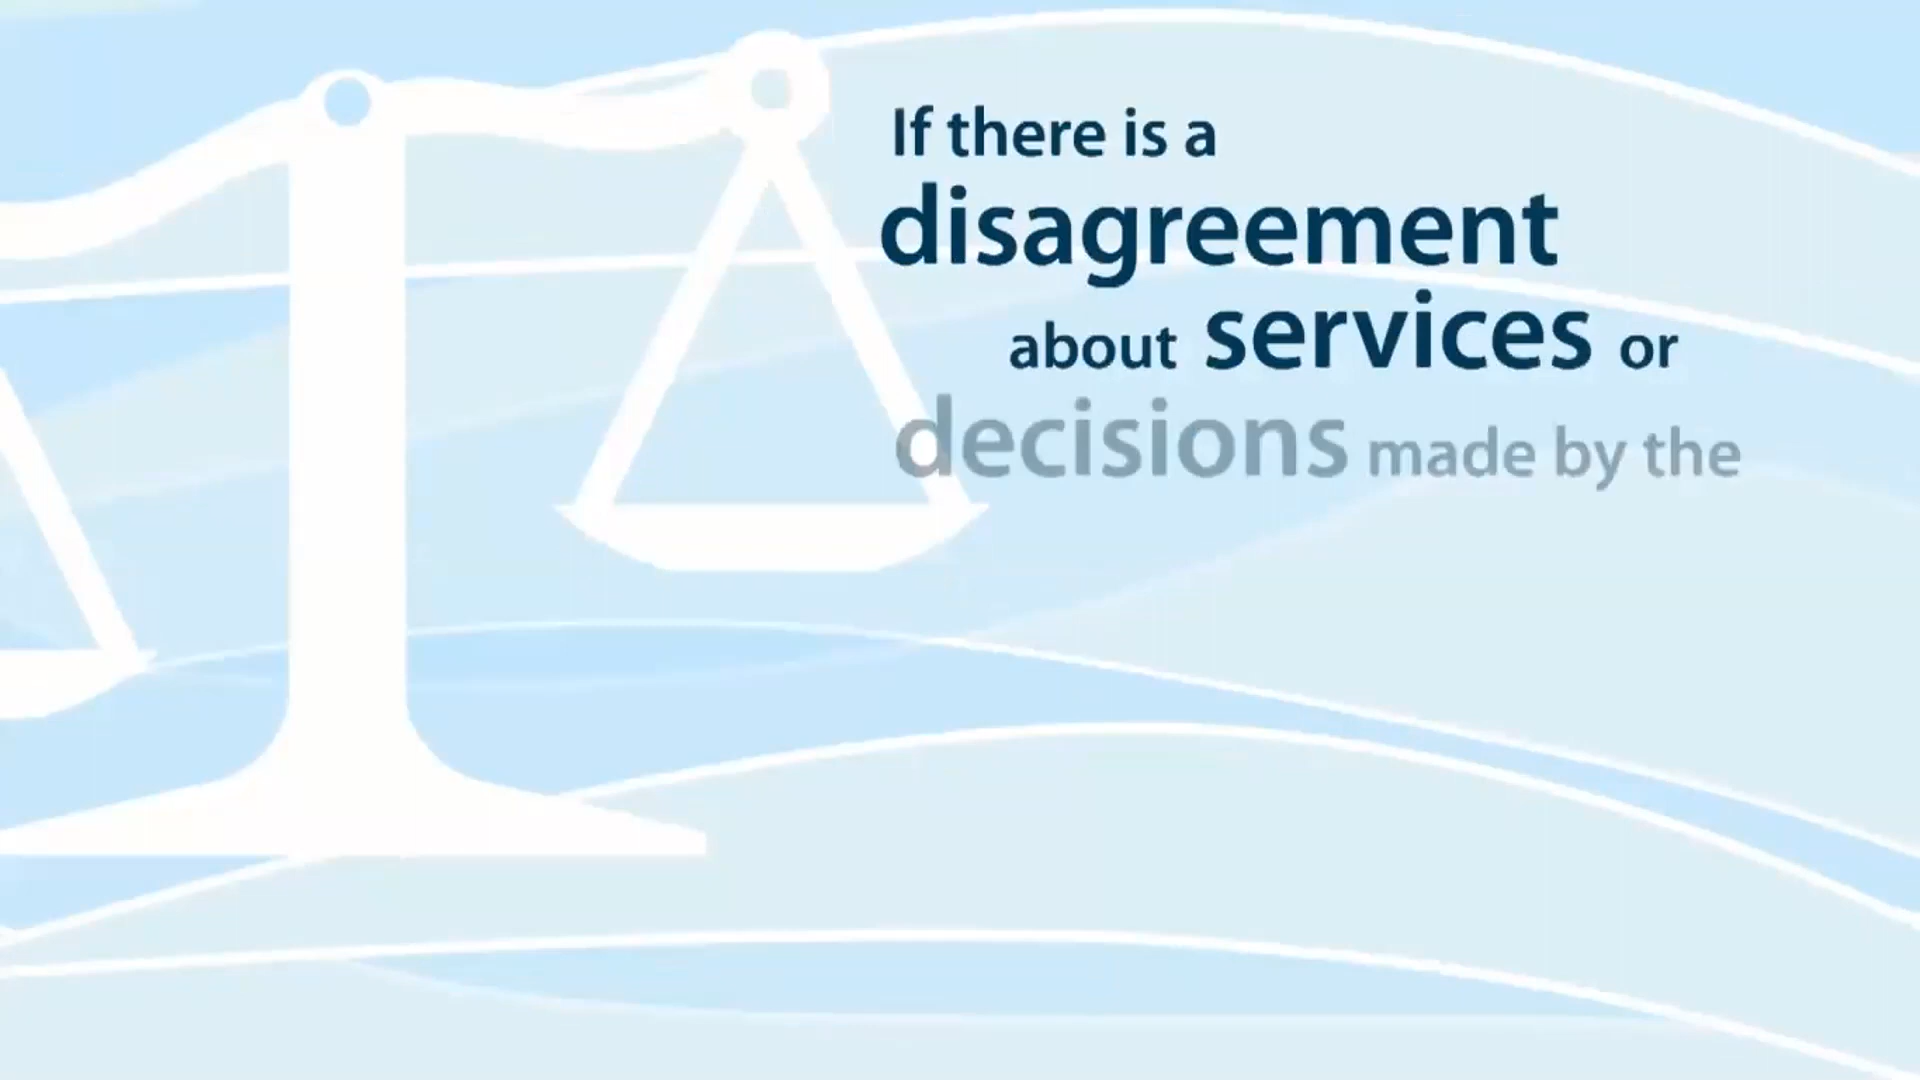 If there is a
disagreement
about services or
decisions made by the